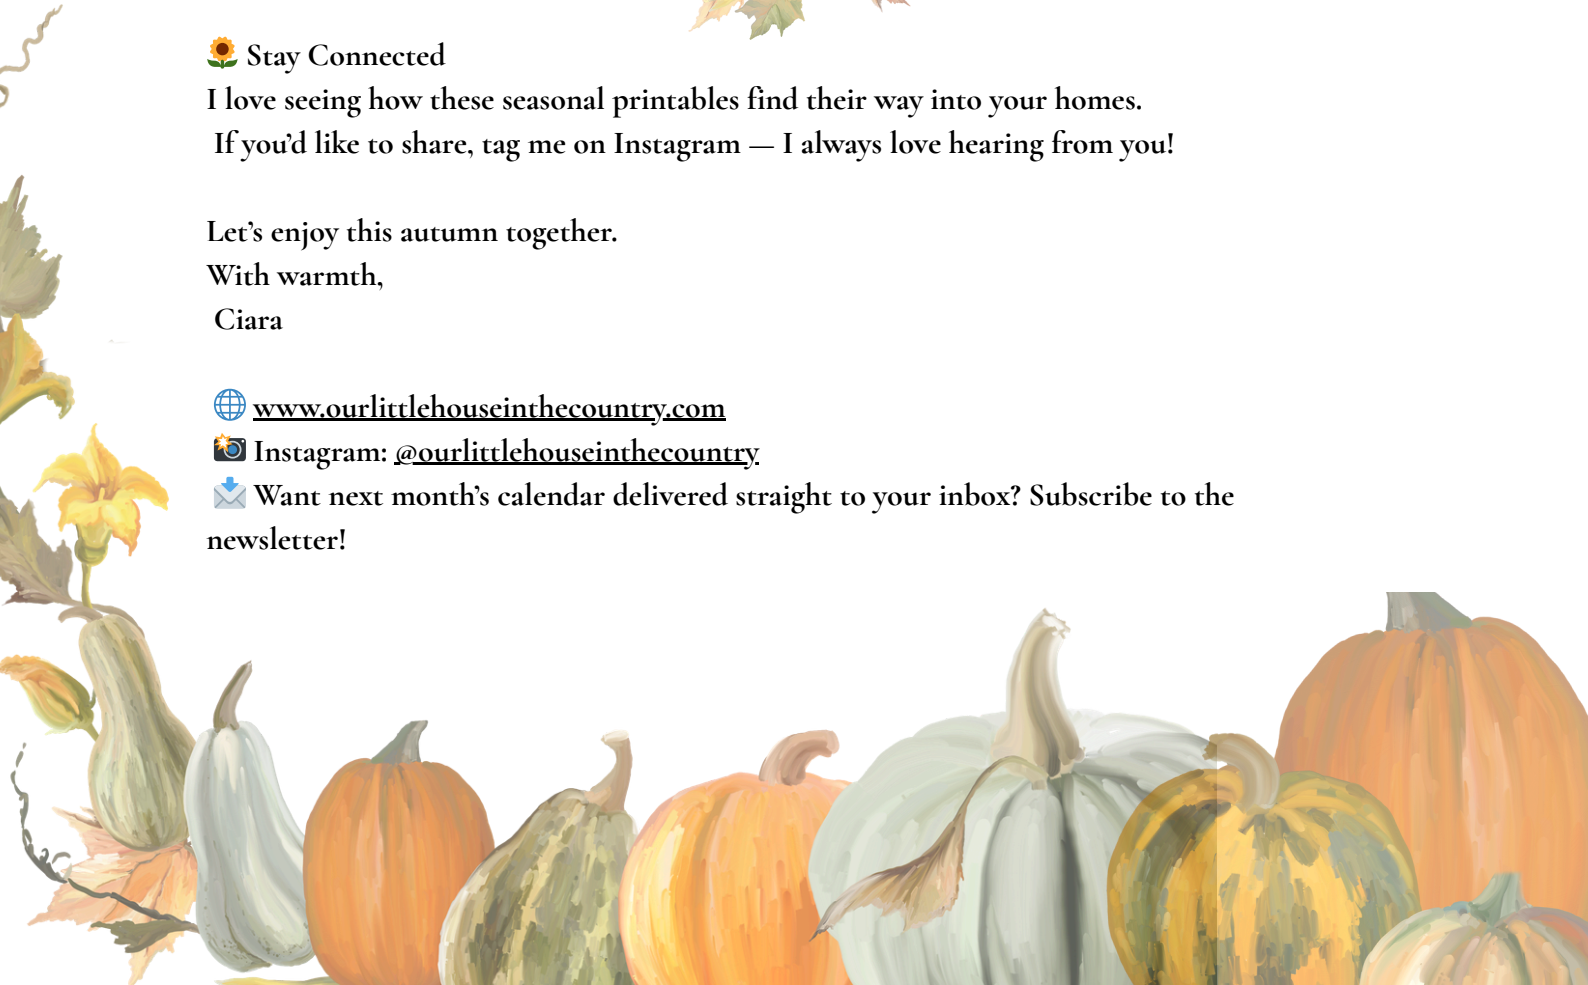 🌻 Stay Connected
I love seeing how these seasonal printables find their way into your homes.
If you’d like to share, tag me on Instagram — I always love hearing from you!
Let’s enjoy this autumn together.
With warmth,
Ciara
🌐 www.ourlittlehouseinthecountry.com
📸 Instagram: @ourlittlehouseinthecountry
📩 Want next month’s calendar delivered straight to your inbox? Subscribe to the
newsletter!